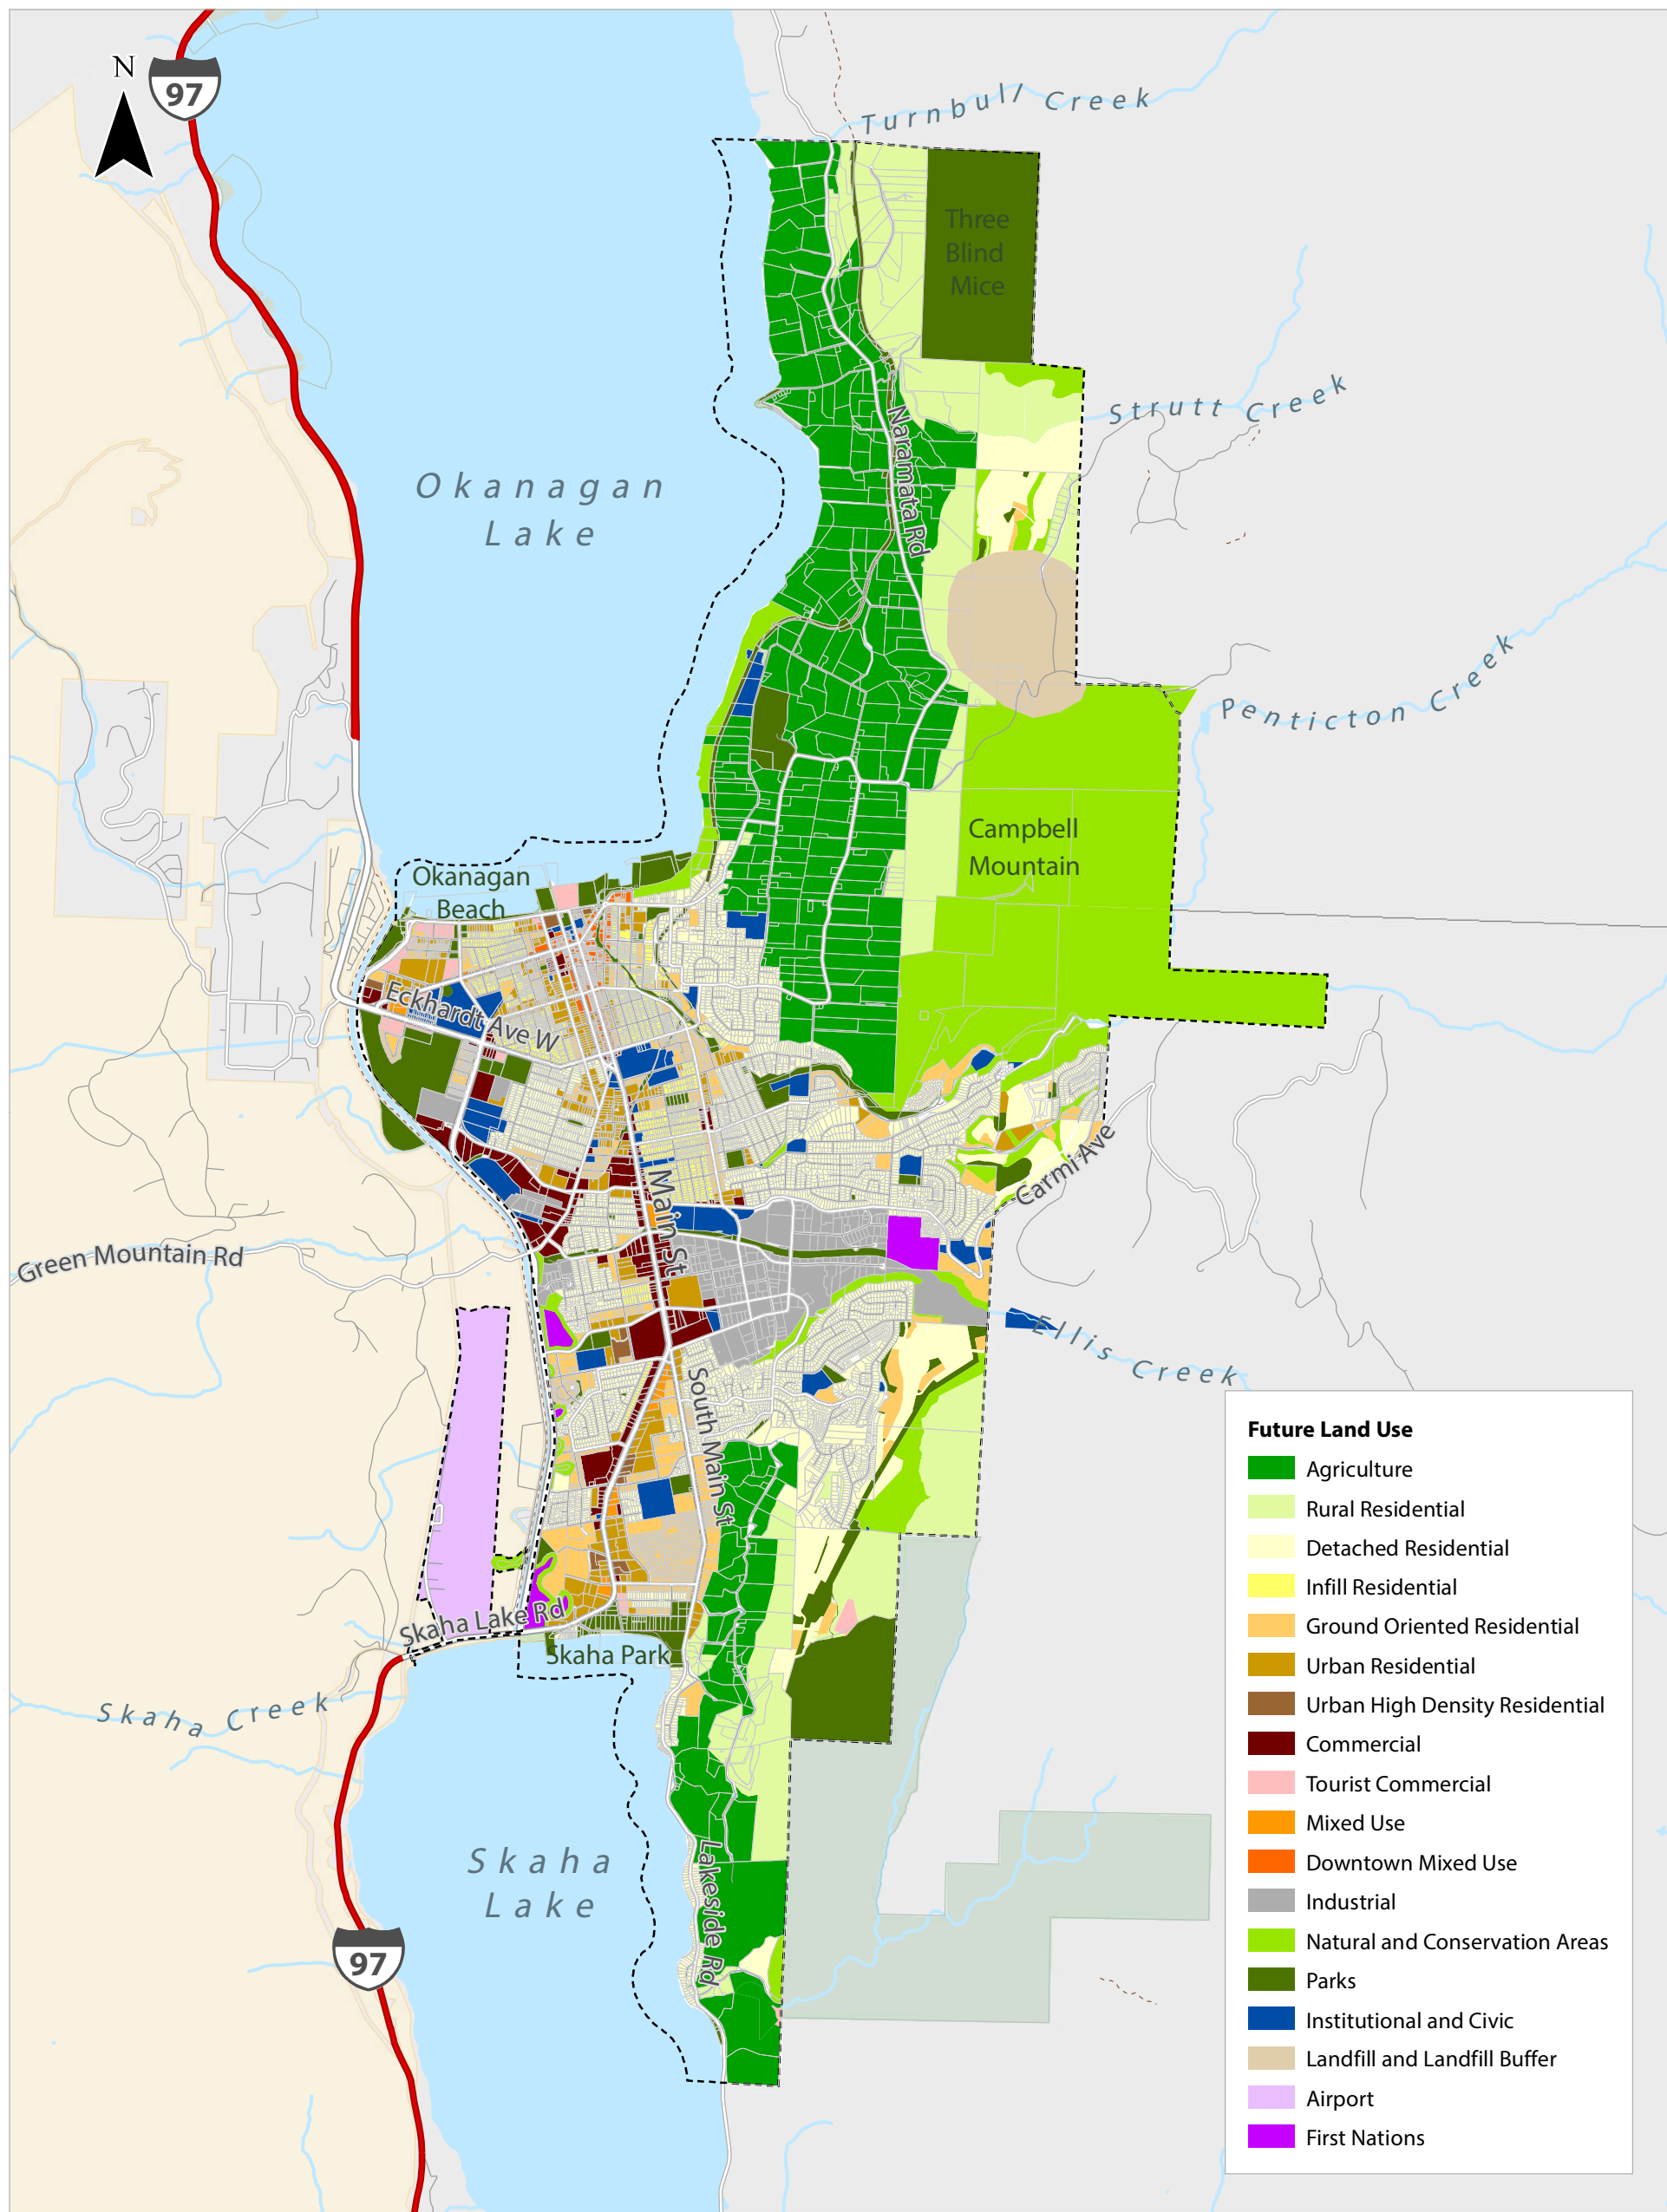 N
97
Turnbull Creek
Three
Blind
Mice
Strutt Creek
Naramata Rd
Okanagan
Lake
Penticton Creek
Campbell
Mountain
Okanagan
Beach
Eckhardt Ave W
Carmi Ave
Main St
Green Mountain Rd
Ellis Creek
South Main St
Skaha Lake Rd
Skaha Park
Skaha Creek
Skaha
Lake
Lakeside Rd
97
Future Land Use
Agriculture
Rural Residential
Detached Residential
Infill Residential
Ground Oriented Residential
Urban Residential
Urban High Density Residential
Commercial
Tourist Commercial
Mixed Use
Downtown Mixed Use
Industrial
Natural and Conservation Areas
Parks
Institutional and Civic
Landfill and Landfill Buffer
Airport
First Nations